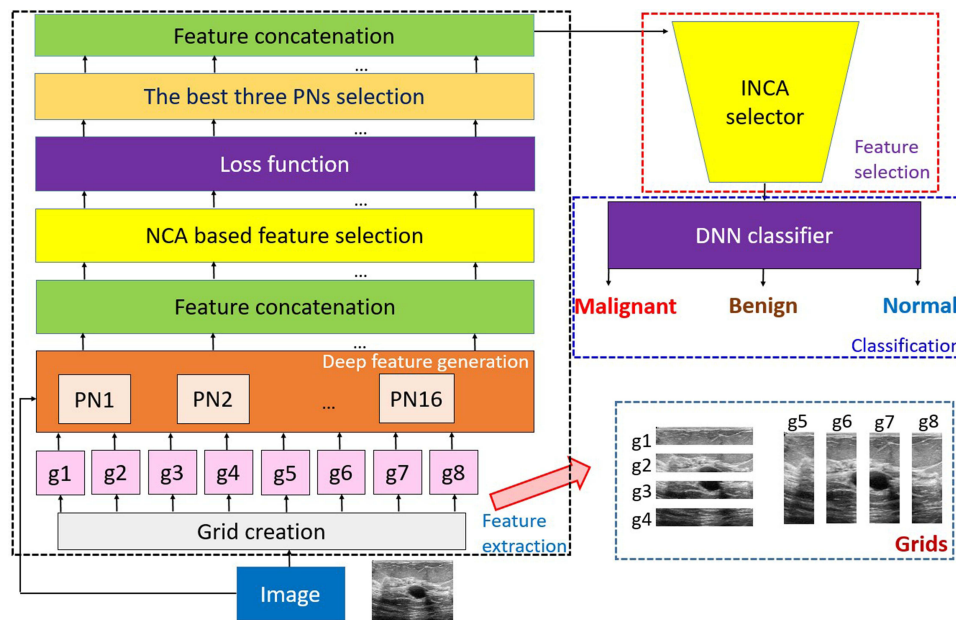 Feature concatenation
...
The best three PNs selection
...
Loss function
...
NCA based feature selection
...
Feature concatenation
...
Deep feature generation
PN1 PN2 ... PN16
g1 g2 g3 g4 g5 g6 g7 g8
Grid creation
Feature
extraction
Image
INCA
selector
Feature
selection
DNN classifier
Malignant Benign Normal
Classification
g5 g6 g7 g8
g1
g2
g3
g4
Grids